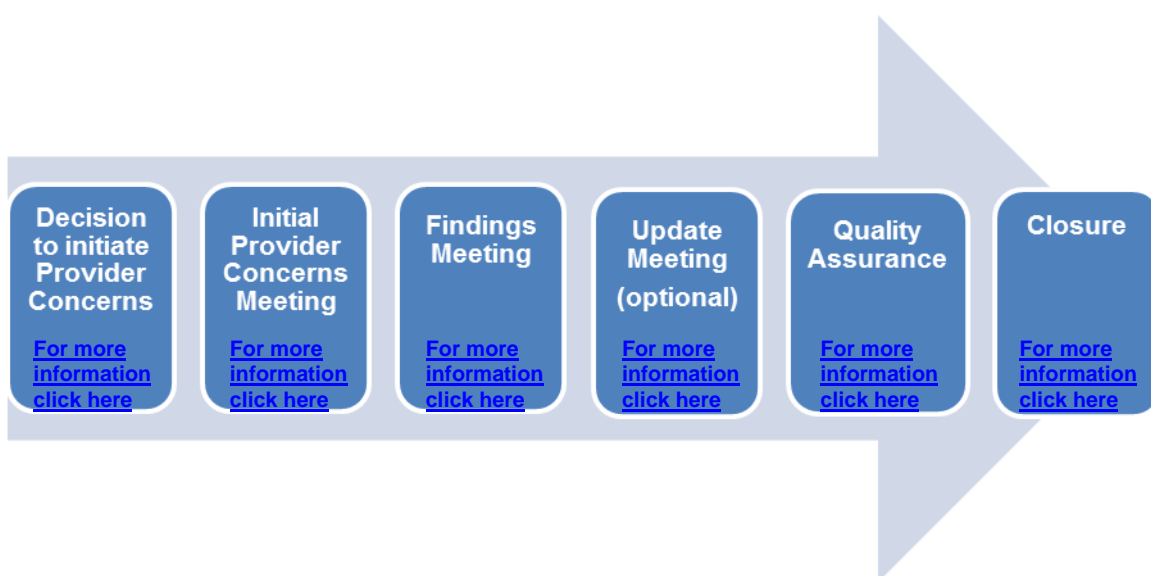 Decision
to initiate
Provider
Concerns
For more
information
click here
Initial
Provider
Concerns
Meeting
For more
information
click here
Findings
Meeting
For more
information
click here
Update
Meeting
(optional)
For more
information
click here
Quality
Assurance
For more
information
click here
Closure
For more
information
click here